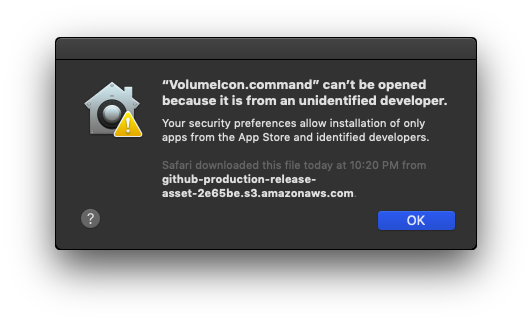 “VolumeIcon.command” can’t be opened
because it is from an unidentified developer.
Your security preferences allow installation of only
apps from the App Store and identified developers.
Safari downloaded this file today at 10:20 PM from
github-production-release-
asset-2e65be.s3.amazonaws.com.
?
OK